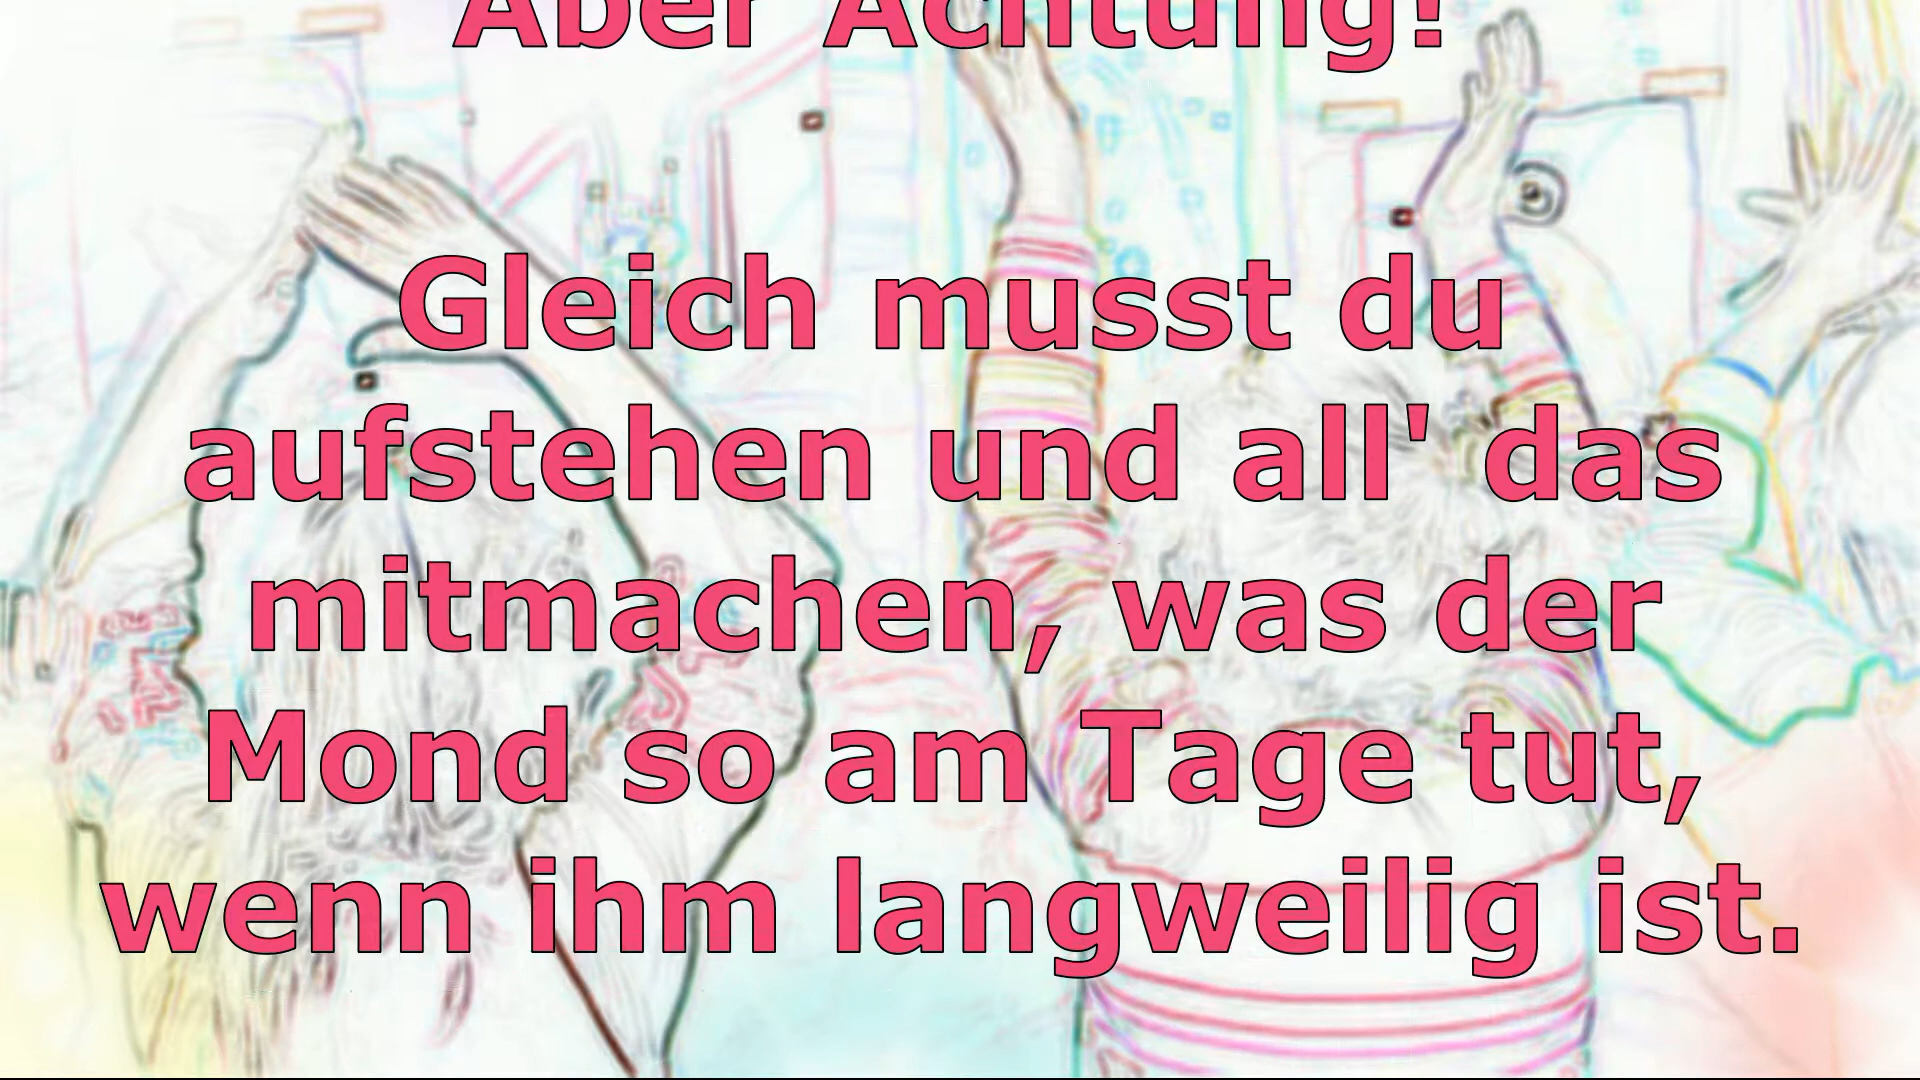 Aber Achtung!
Gleich musst du
aufstehen und all' das
mitmachen, was der
Mond so am Tage tut,
wenn ihm langweilig ist.